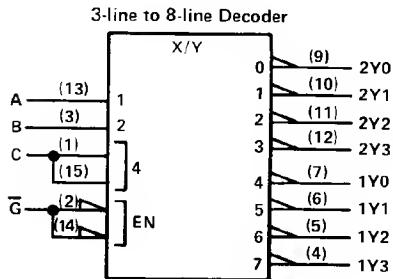 3-line to 8-line Decoder
X/Y
A (13) 1
B (3) 2
C (1)
(15) 4
G̅ (2)
(14) EN
0 (9) 2Y0
1 (10) 2Y1
2 (11) 2Y2
3 (12) 2Y3
4 (7) 1Y0
5 (6) 1Y1
6 (5) 1Y2
7 (4) 1Y3